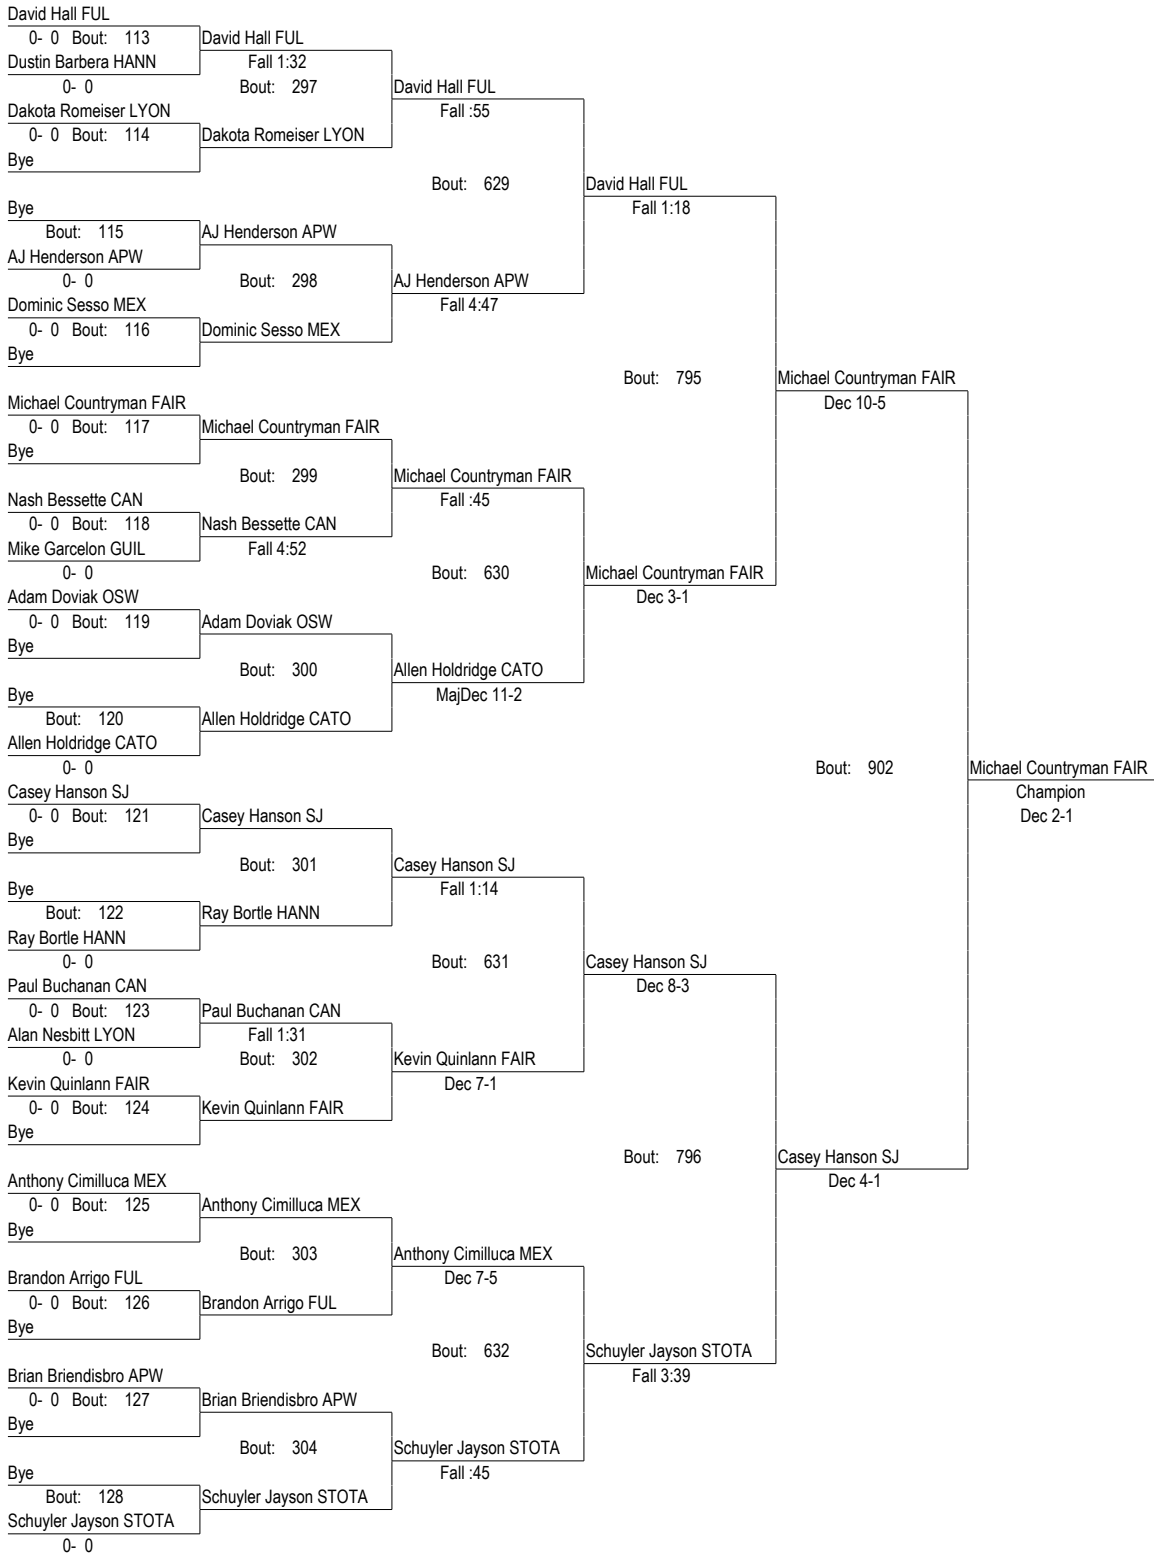 David Hall FUL
0- 0 Bout: 113 David Hall FUL
Dustin Barbera HANN Fall 1:32
0- 0 Bout: 297 David Hall FUL
Dakota Romeiser LYON Fall :55
0- 0 Bout: 114 Dakota Romeiser LYON
Bye
Bout: 629 David Hall FUL
Bye Fall 1:18
Bout: 115 AJ Henderson APW
AJ Henderson APW
0- 0 Bout: 298 AJ Henderson APW
Dominic Sesso MEX Fall 4:47
0- 0 Bout: 116 Dominic Sesso MEX
Bye
Bout: 795 Michael Countryman FAIR
Michael Countryman FAIR Dec 10-5
0- 0 Bout: 117 Michael Countryman FAIR
Bye
Bout: 299 Michael Countryman FAIR
Nash Bessette CAN Fall :45
0- 0 Bout: 118 Nash Bessette CAN
Mike Garcelon GUIL Fall 4:52
0- 0 Bout: 630 Michael Countryman FAIR
Adam Doviak OSW Dec 3-1
0- 0 Bout: 119 Adam Doviak OSW
Bye
Bout: 300 Allen Holdridge CATO
Bye MajDec 11-2
Bout: 120 Allen Holdridge CATO
Allen Holdridge CATO
0- 0 Bout: 902 Michael Countryman FAIR
Casey Hanson SJ Champion
0- 0 Bout: 121 Casey Hanson SJ Dec 2-1
Bye
Bout: 301 Casey Hanson SJ
Bye Fall 1:14
Bout: 122 Ray Bortle HANN
Ray Bortle HANN
0- 0 Bout: 631 Casey Hanson SJ
Paul Buchanan CAN Dec 8-3
0- 0 Bout: 123 Paul Buchanan CAN
Alan Nesbitt LYON Fall 1:31
0- 0 Bout: 302 Kevin Quinlann FAIR
Kevin Quinlann FAIR Dec 7-1
0- 0 Bout: 124 Kevin Quinlann FAIR
Bye
Bout: 796 Casey Hanson SJ
Anthony Cimilluca MEX Dec 4-1
0- 0 Bout: 125 Anthony Cimilluca MEX
Bye
Bout: 303 Anthony Cimilluca MEX
Brandon Arrigo FUL Dec 7-5
0- 0 Bout: 126 Brandon Arrigo FUL
Bye
Bout: 632 Schuyler Jayson STOTA
Brian Briendisbro APW Fall 3:39
0- 0 Bout: 127 Brian Briendisbro APW
Bye
Bout: 304 Schuyler Jayson STOTA
Bye Fall :45
Bout: 128 Schuyler Jayson STOTA
Schuyler Jayson STOTA
0- 0